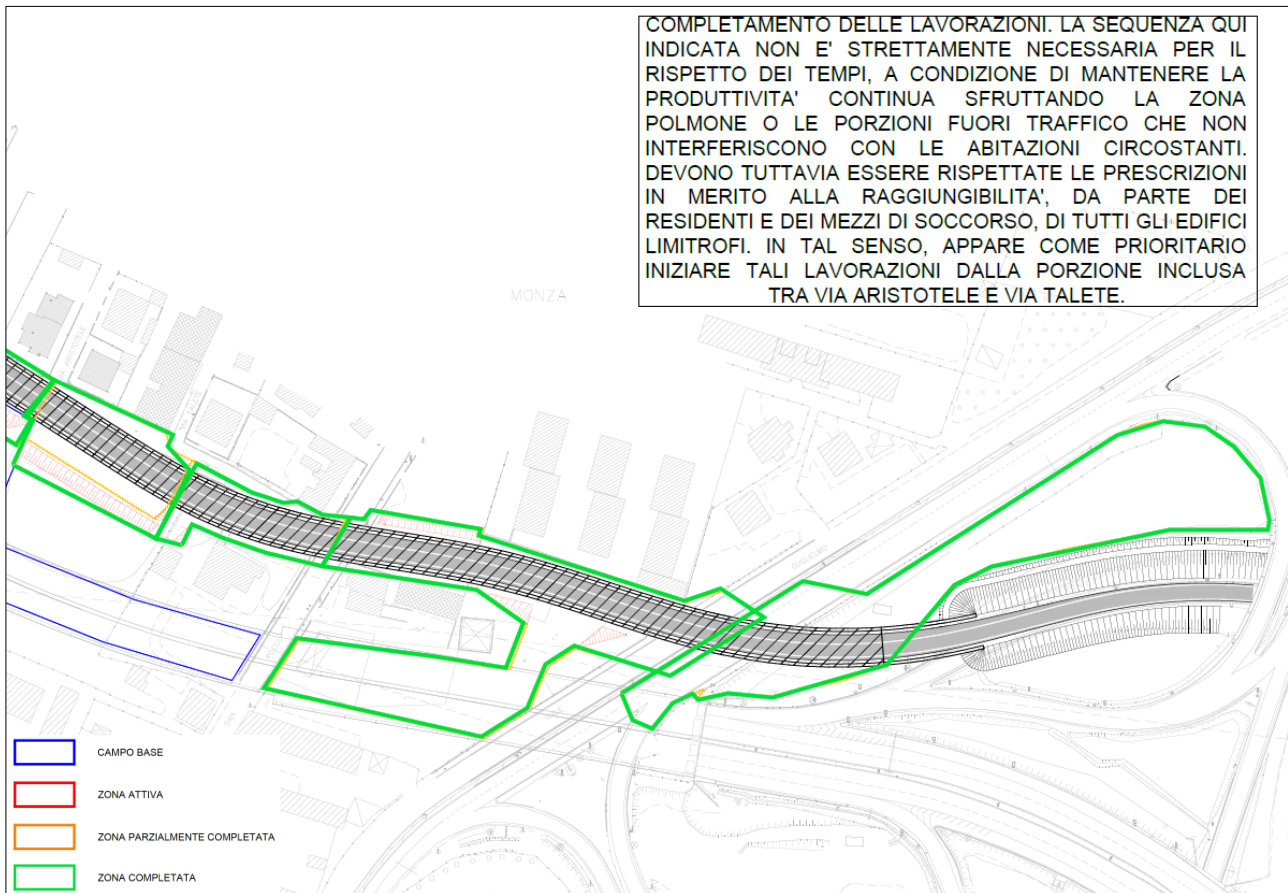 COMPLETAMENTO DELLE LAVORAZIONI. LA SEQUENZA QUI
INDICATA NON E' STRETTAMENTE NECESSARIA PER IL
RISPETTO DEI TEMPI, A CONDIZIONE DI MANTENERE LA
PRODUTTIVITA' CONTINUA SFRUTTANDO LA ZONA
POLMONE O LE PORZIONI FUORI TRAFFICO CHE NON
INTERFERISCONO CON LE ABITAZIONI CIRCOSTANTI.
DEVONO TUTTAVIA ESSERE RISPETTATE LE PRESCRIZIONI
IN MERITO ALLA RAGGIUNGIBILITA', DA PARTE DEI
RESIDENTI E DEI MEZZI DI SOCCORSO, DI TUTTI GLI EDIFICI
LIMITROFI. IN TAL SENSO, APPARE COME PRIORITARIO
INIZIARE TALI LAVORAZIONI DALLA PORZIONE INCLUSA
TRA VIA ARISTOTELE E VIA TALETE.
MONZA
ARISTOTELE
GUGLIELMO
SAN
CAMPO BASE
ZONA ATTIVA
ZONA PARZIALMENTE COMPLETATA
ZONA COMPLETATA